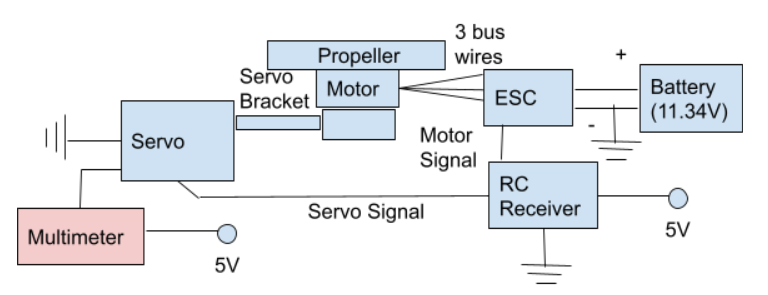 3 bus
wires
Propeller
+
Servo
Bracket
Motor
ESC
Battery
(11.34V)
-
Servo
Motor
Signal
RC
Receiver
Servo Signal
5V
Multimeter
5V